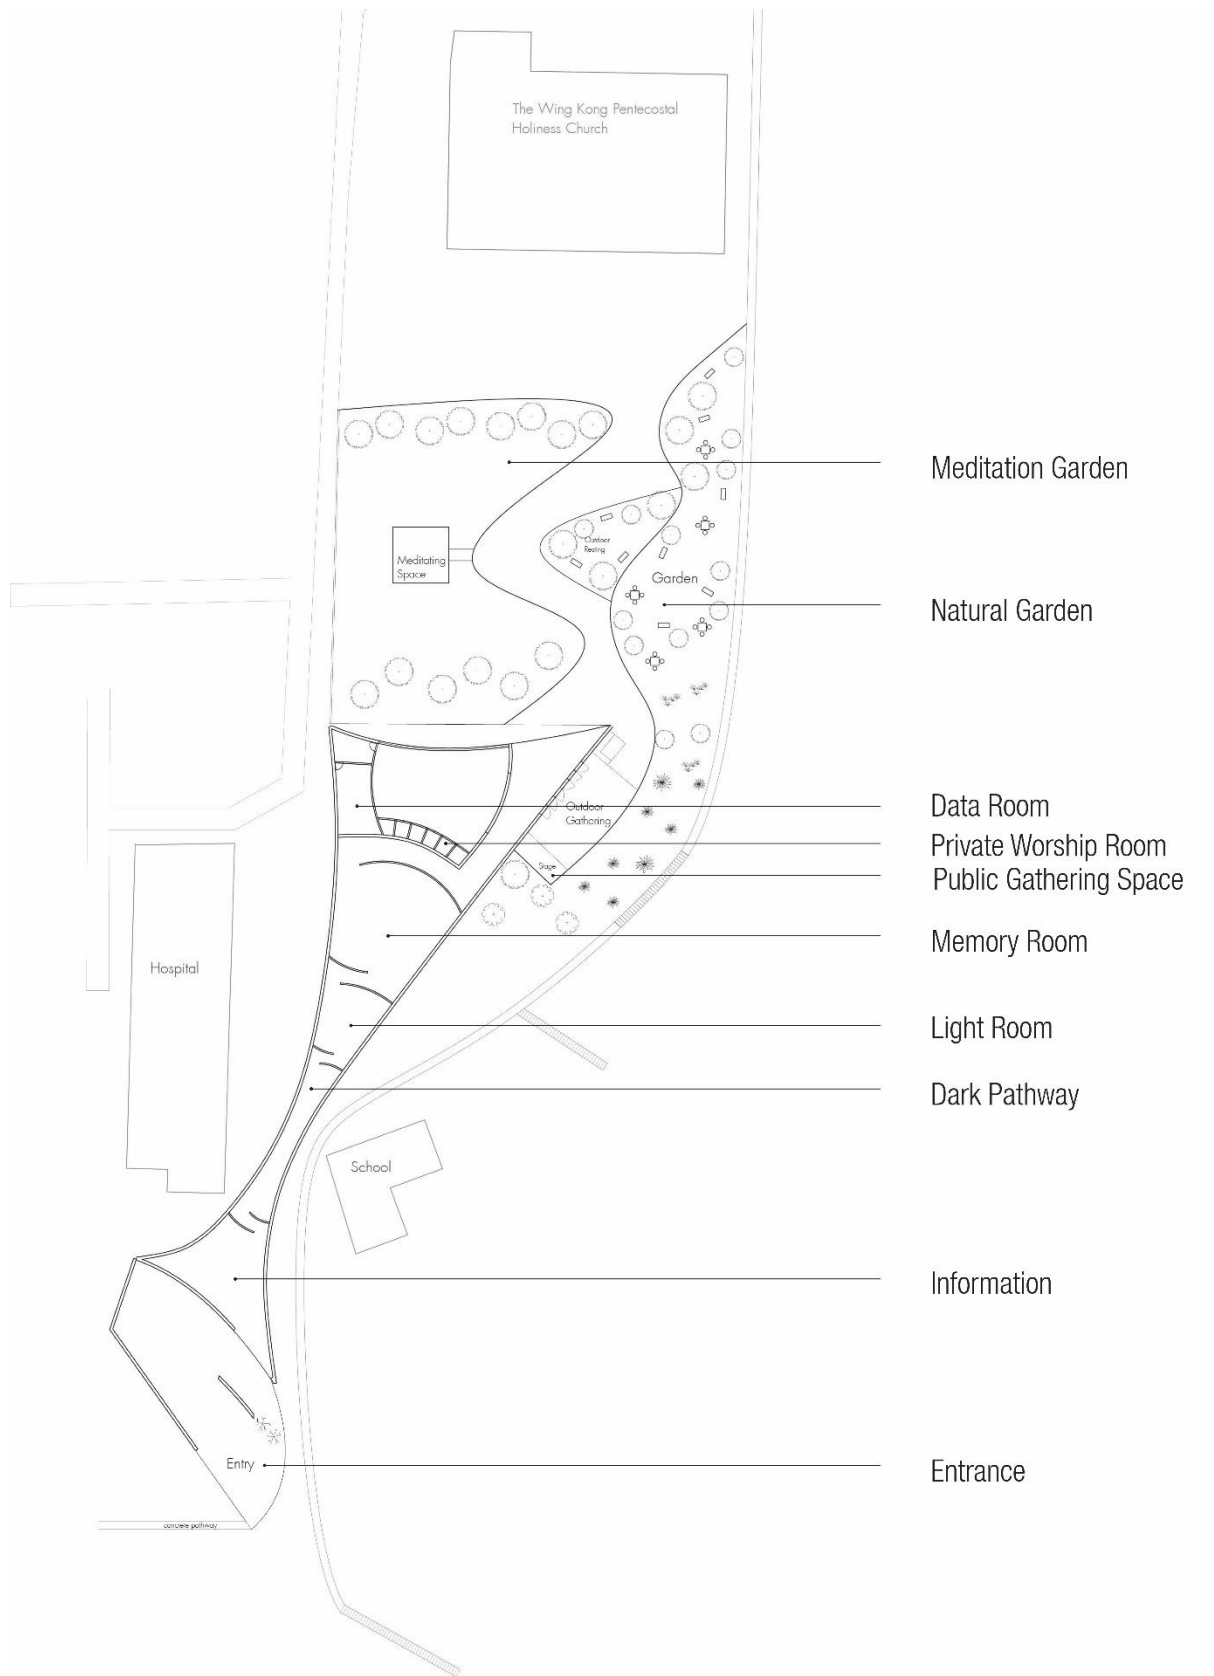 The Wing Kong Pentecostal
Holiness Church
Meditation Garden
Outdoor
Resting
Meditating
Space
Garden
Natural Garden
Outdoor
Gathering
Data Room
Private Worship Room
Stage
Public Gathering Space
Memory Room
Hospital
Light Room
Dark Pathway
School
Information
Entry
Entrance
concrete pathway